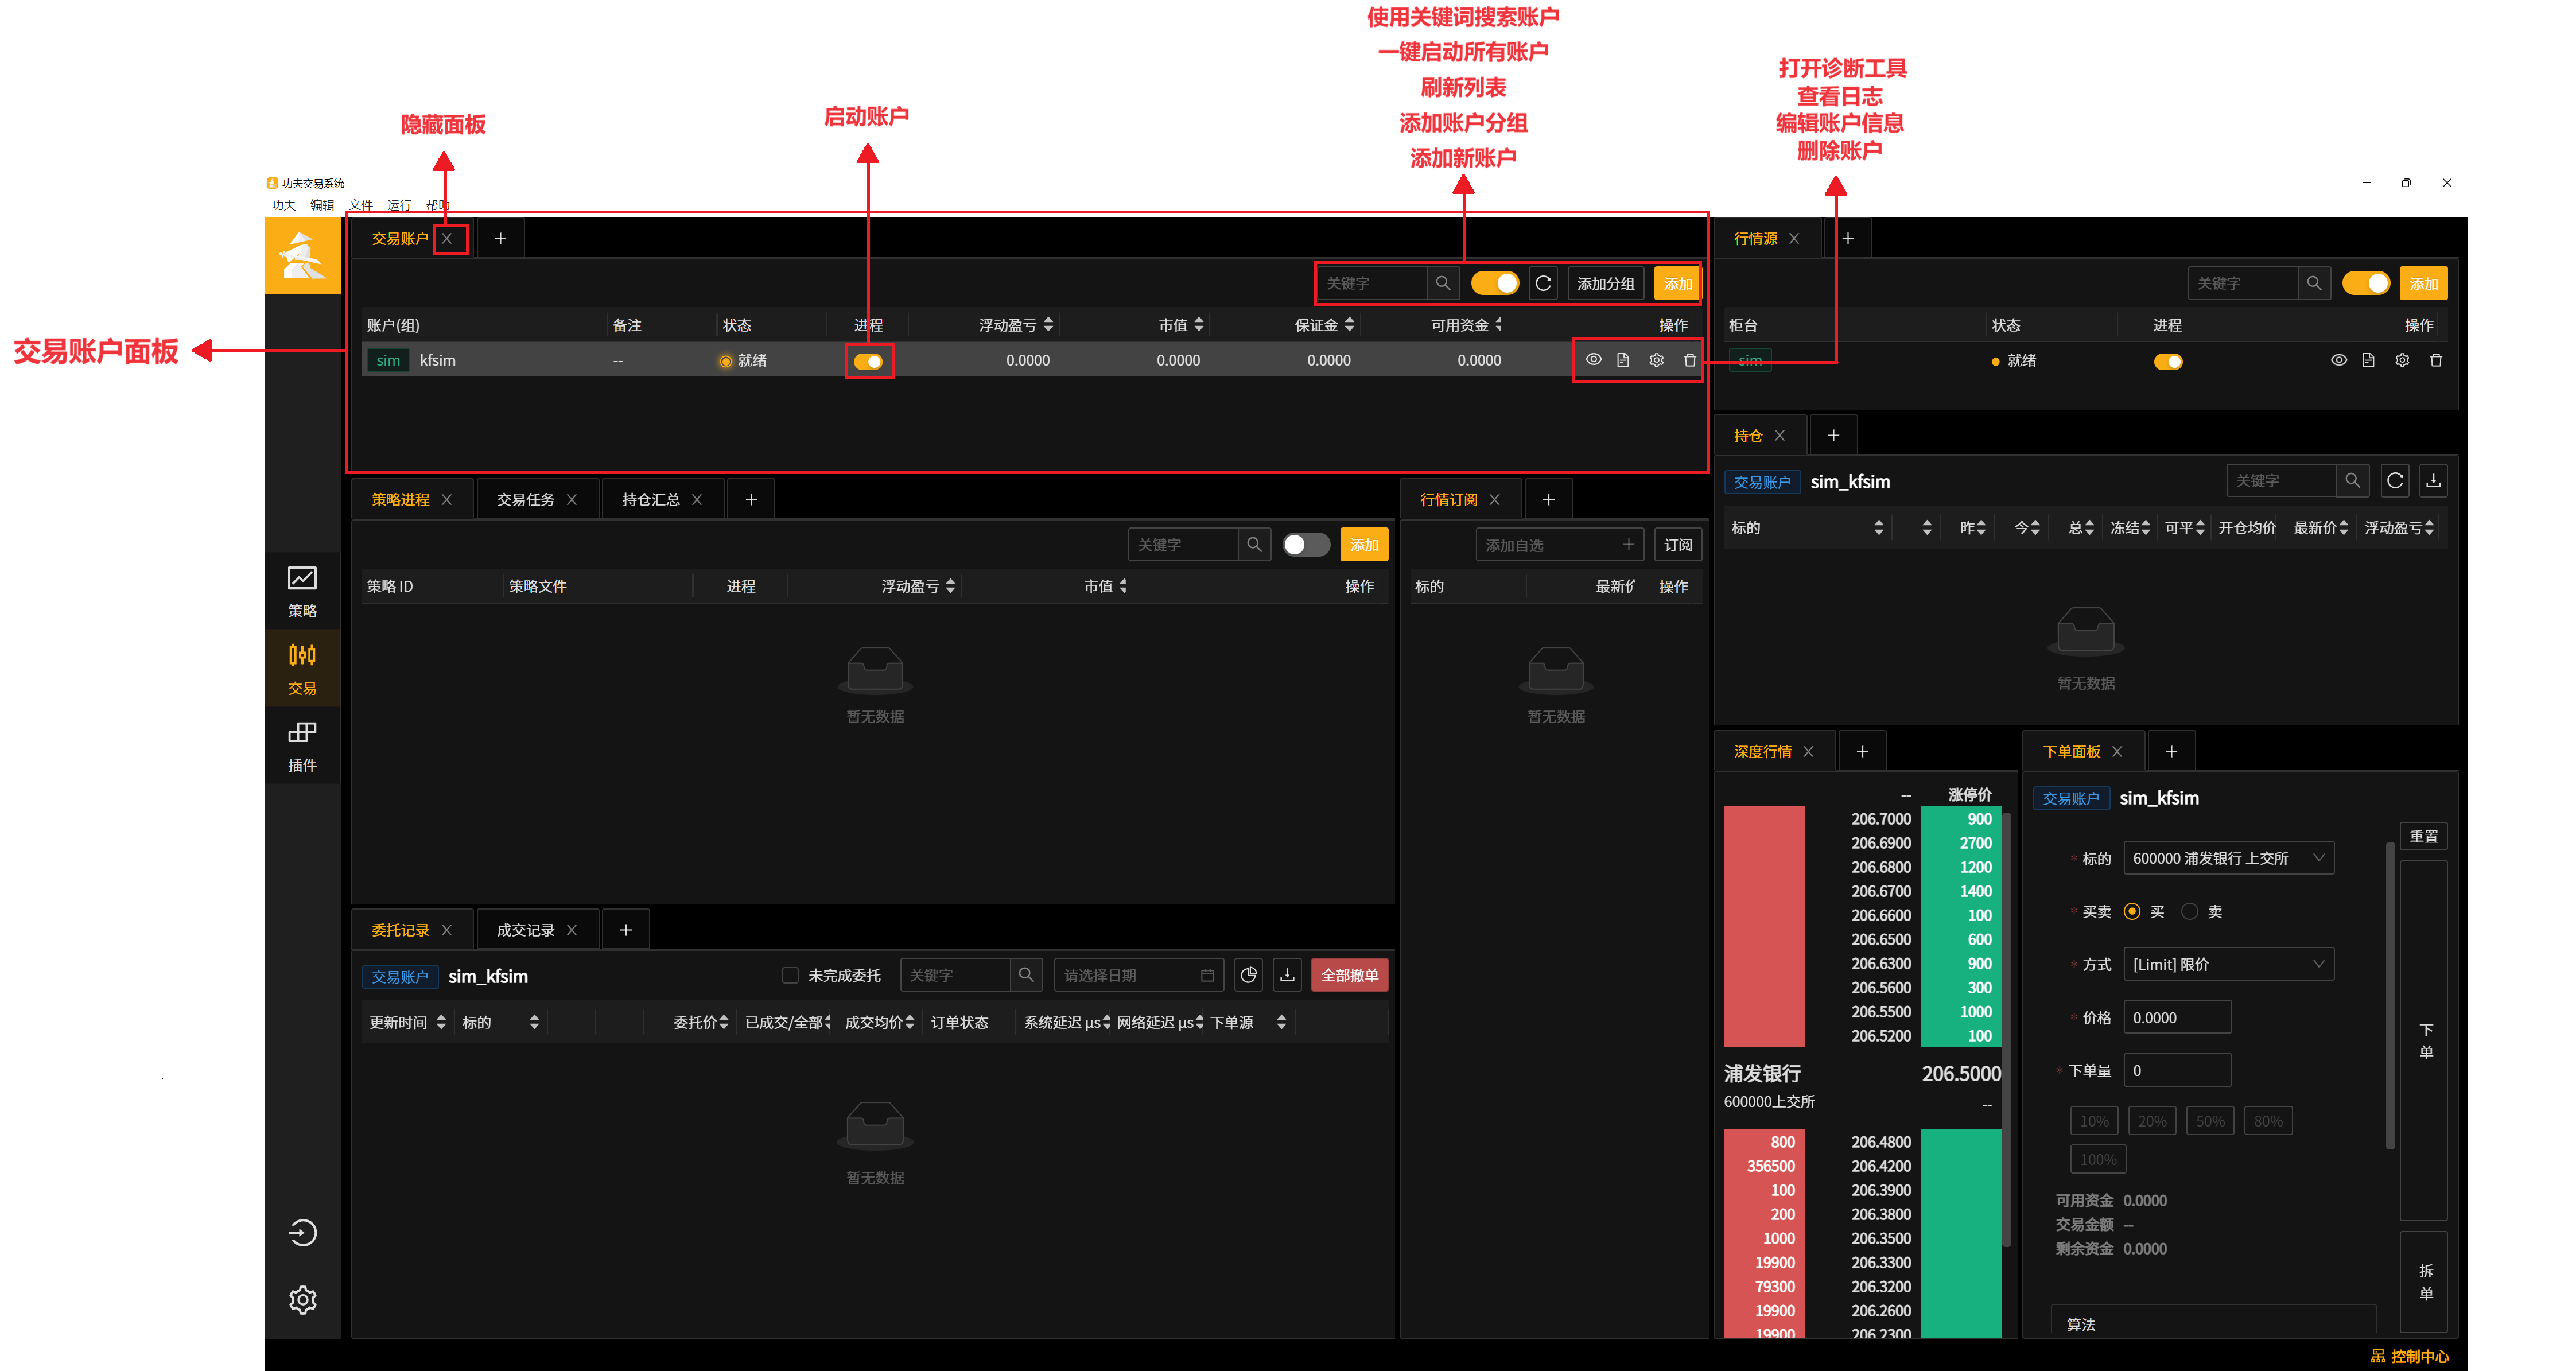 使用关键词搜索账户
一键启动所有账户
刷新列表
添加账户分组
添加新账户
打开诊断工具
查看日志
编辑账户信息
删除账户
隐藏面板
启动账户
交易账户面板
功夫交易系统
功夫 编辑 文件 运行 帮助
交易账户
关键字 添加分组 添加
账户(组) 备注 状态 进程 浮动盈亏 市值 保证金 可用资金 操作
sim kfsim -- 就绪 0.0000 0.0000 0.0000 0.0000
行情源
关键字 添加
柜台 状态 进程 操作
sim 就绪
策略
交易
插件
策略进程 交易任务 持仓汇总
关键字 添加
策略 ID 策略文件 进程 浮动盈亏 市值 操作
暂无数据
行情订阅
添加自选 订阅
标的 最新价 操作
暂无数据
持仓
交易账户 sim_kfsim 关键字
标的 昨 今 总 冻结 可平 开仓均价 最新价 浮动盈亏
暂无数据
委托记录 成交记录
交易账户 sim_kfsim 未完成委托 关键字 请选择日期 全部撤单
更新时间 标的 委托价 已成交/全部 成交均价 订单状态 系统延迟 μs 网络延迟 μs 下单源
暂无数据
深度行情
-- 涨停价
206.7000 900
206.6900 2700
206.6800 1200
206.6700 1400
206.6600 100
206.6500 600
206.6300 900
206.5600 300
206.5500 1000
206.5200 100
浦发银行 206.5000
600000上交所 --
800 206.4800
356500 206.4200
100 206.3900
200 206.3800
1000 206.3500
19900 206.3300
79300 206.3200
19900 206.2600
19900 206.2300
下单面板
交易账户 sim_kfsim
重置
* 标的 600000 浦发银行 上交所
* 买卖 买 卖
* 方式 [Limit] 限价
* 价格 0.0000
* 下单量 0
10% 20% 50% 80%
100%
可用资金 0.0000
交易金额 --
剩余资金 0.0000
算法
下单
拆单
控制中心